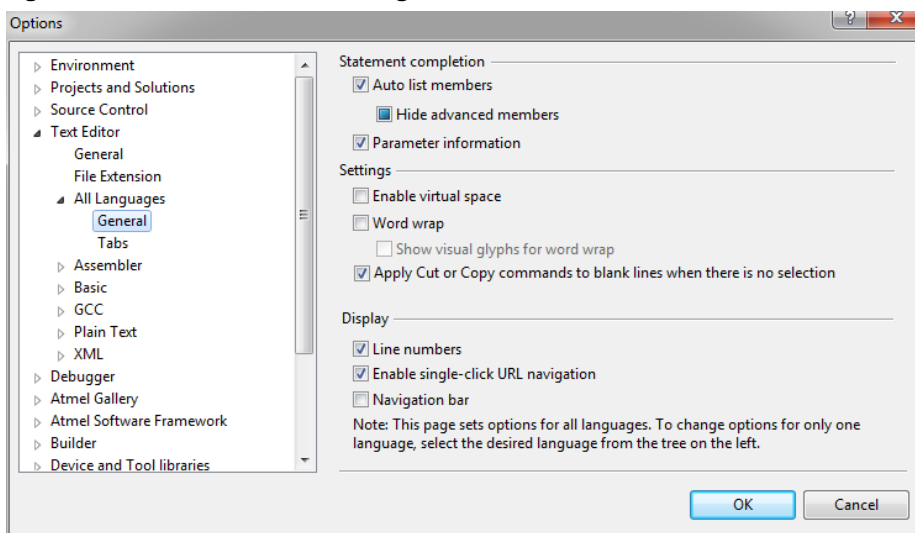 Options
Environment
Projects and Solutions
Source Control
Text Editor
General
File Extension
All Languages
General
Tabs
Assembler
Basic
GCC
Plain Text
XML
Debugger
Atmel Gallery
Atmel Software Framework
Builder
Device and Tool libraries
Statement completion
Auto list members
Hide advanced members
Parameter information
Settings
Enable virtual space
Word wrap
Show visual glyphs for word wrap
Apply Cut or Copy commands to blank lines when there is no selection
Display
Line numbers
Enable single-click URL navigation
Navigation bar
Note: This page sets options for all languages. To change options for only one
language, select the desired language from the tree on the left.
OK
Cancel